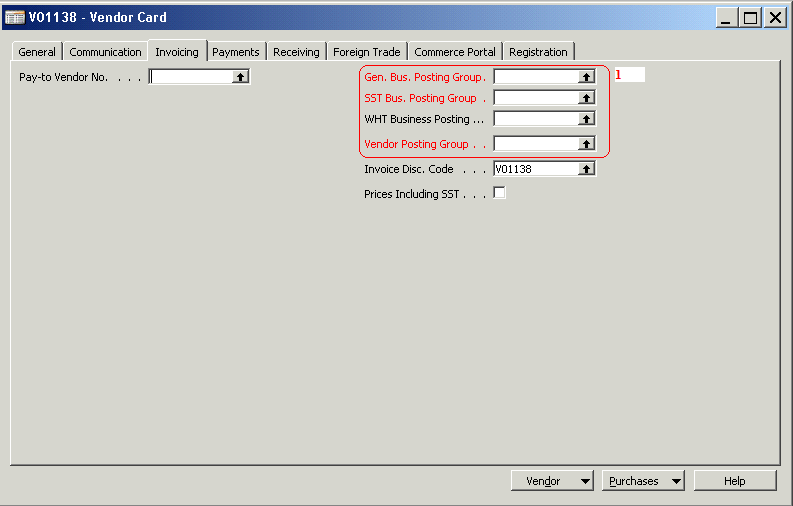 V01138 - Vendor Card
General Communication Invoicing Payments Receiving Foreign Trade Commerce Portal Registration
Pay-to Vendor No. . . . .
Gen. Bus. Posting Group.
1
SST Bus. Posting Group .
WHT Business Posting ...
Vendor Posting Group . .
Invoice Disc. Code . . . V01138
Prices Including SST . . .
Vendor Purchases Help